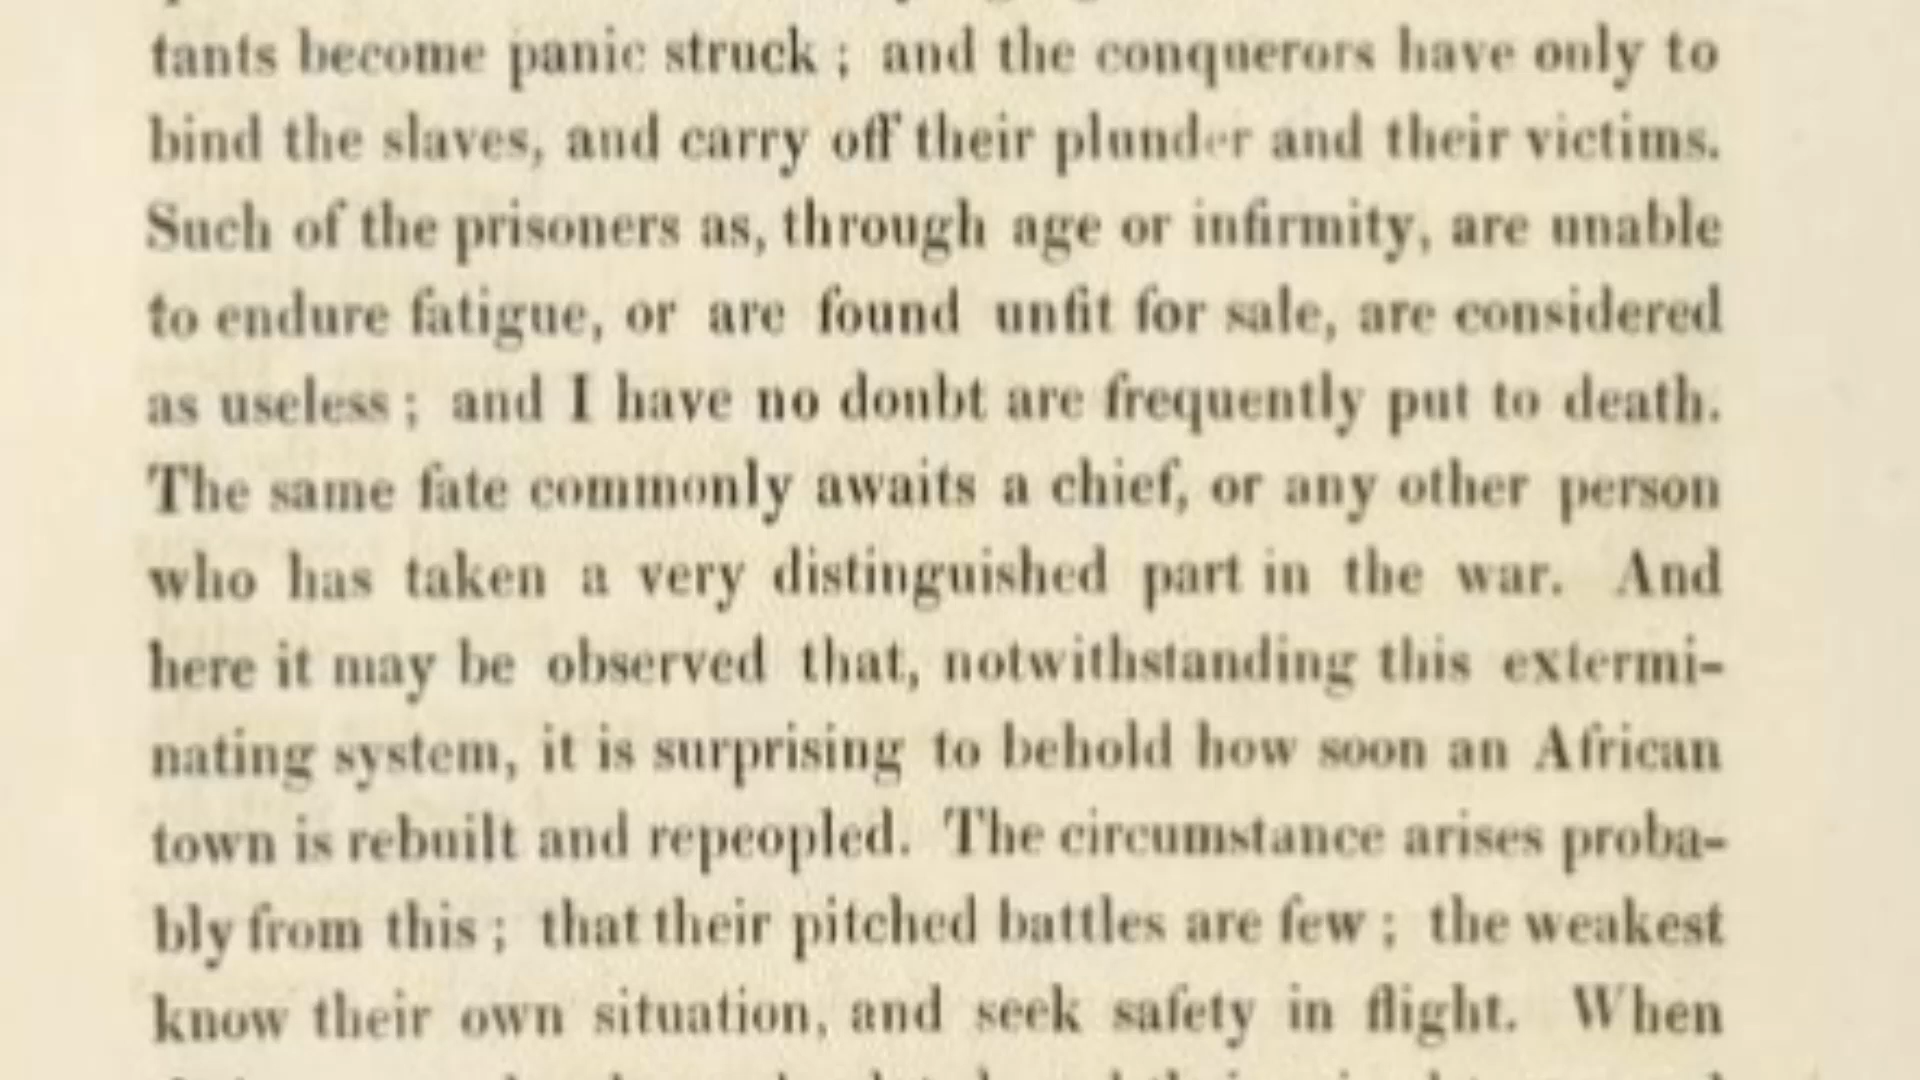 tants become panic struck ; and the conquerors have only to
bind the slaves, and carry off their plunder and their victims.
Such of the prisoners as, through age or infirmity, are unable
to endure fatigue, or are found unfit for sale, are considered
as useless ; and I have no doubt are frequently put to death.
The same fate commonly awaits a chief, or any other person
who has taken a very distinguished part in the war. And
here it may be observed that, notwithstanding this extermi-
nating system, it is surprising to behold how soon an African
town is rebuilt and repeopled. The circumstance arises proba-
bly from this ; that their pitched battles are few ; the weakest
know their own situation, and seek safety in flight. When